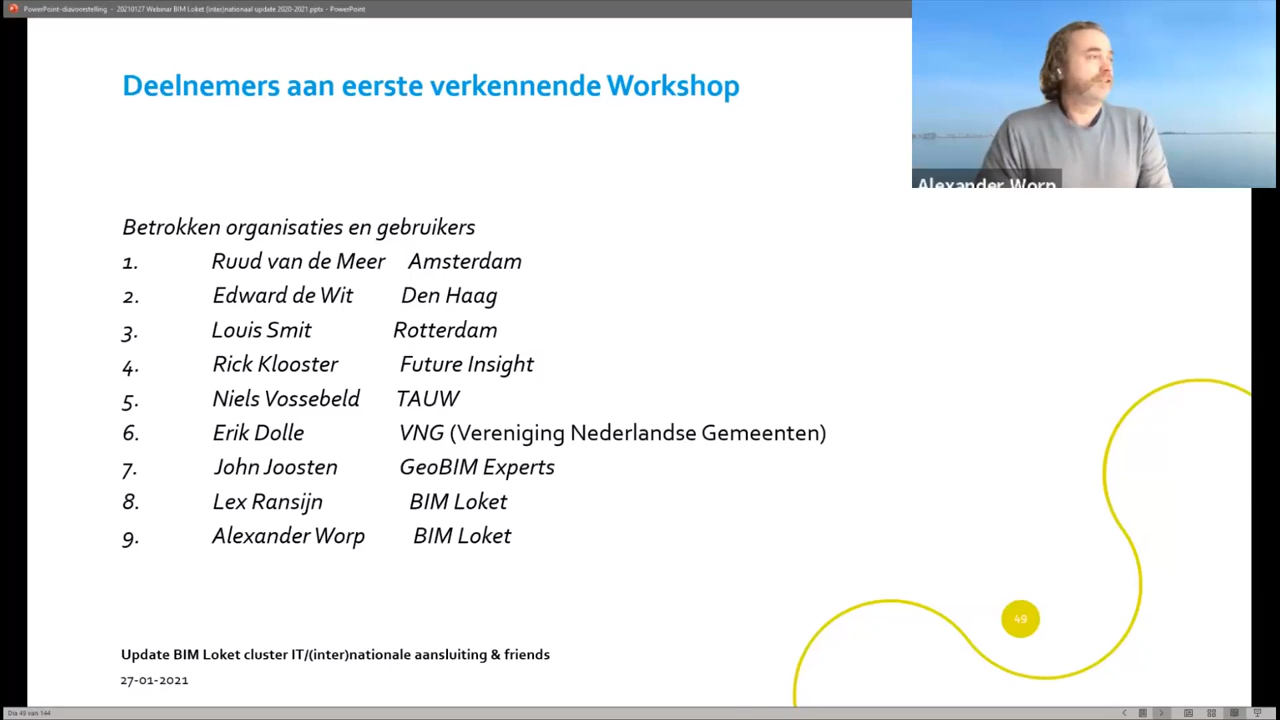 PowerPoint-diavoorstelling - 20210127 Webinar BIM Loket (inter)nationaal update 2020-2021.pptx - PowerPoint
Deelnemers aan eerste verkennende Workshop
Alexander Worp
Betrokken organisaties en gebruikers
1. Ruud van de Meer Amsterdam
2. Edward de Wit Den Haag
3. Louis Smit Rotterdam
4. Rick Klooster Future Insight
5. Niels Vossebeld TAUW
6. Erik Dolle VNG (Vereniging Nederlandse Gemeenten)
7. John Joosten GeoBIM Experts
8. Lex Ransijn BIM Loket
9. Alexander Worp BIM Loket
49
Update BIM Loket cluster IT/(inter)nationale aansluiting & friends
27-01-2021
Dia 49 van 144